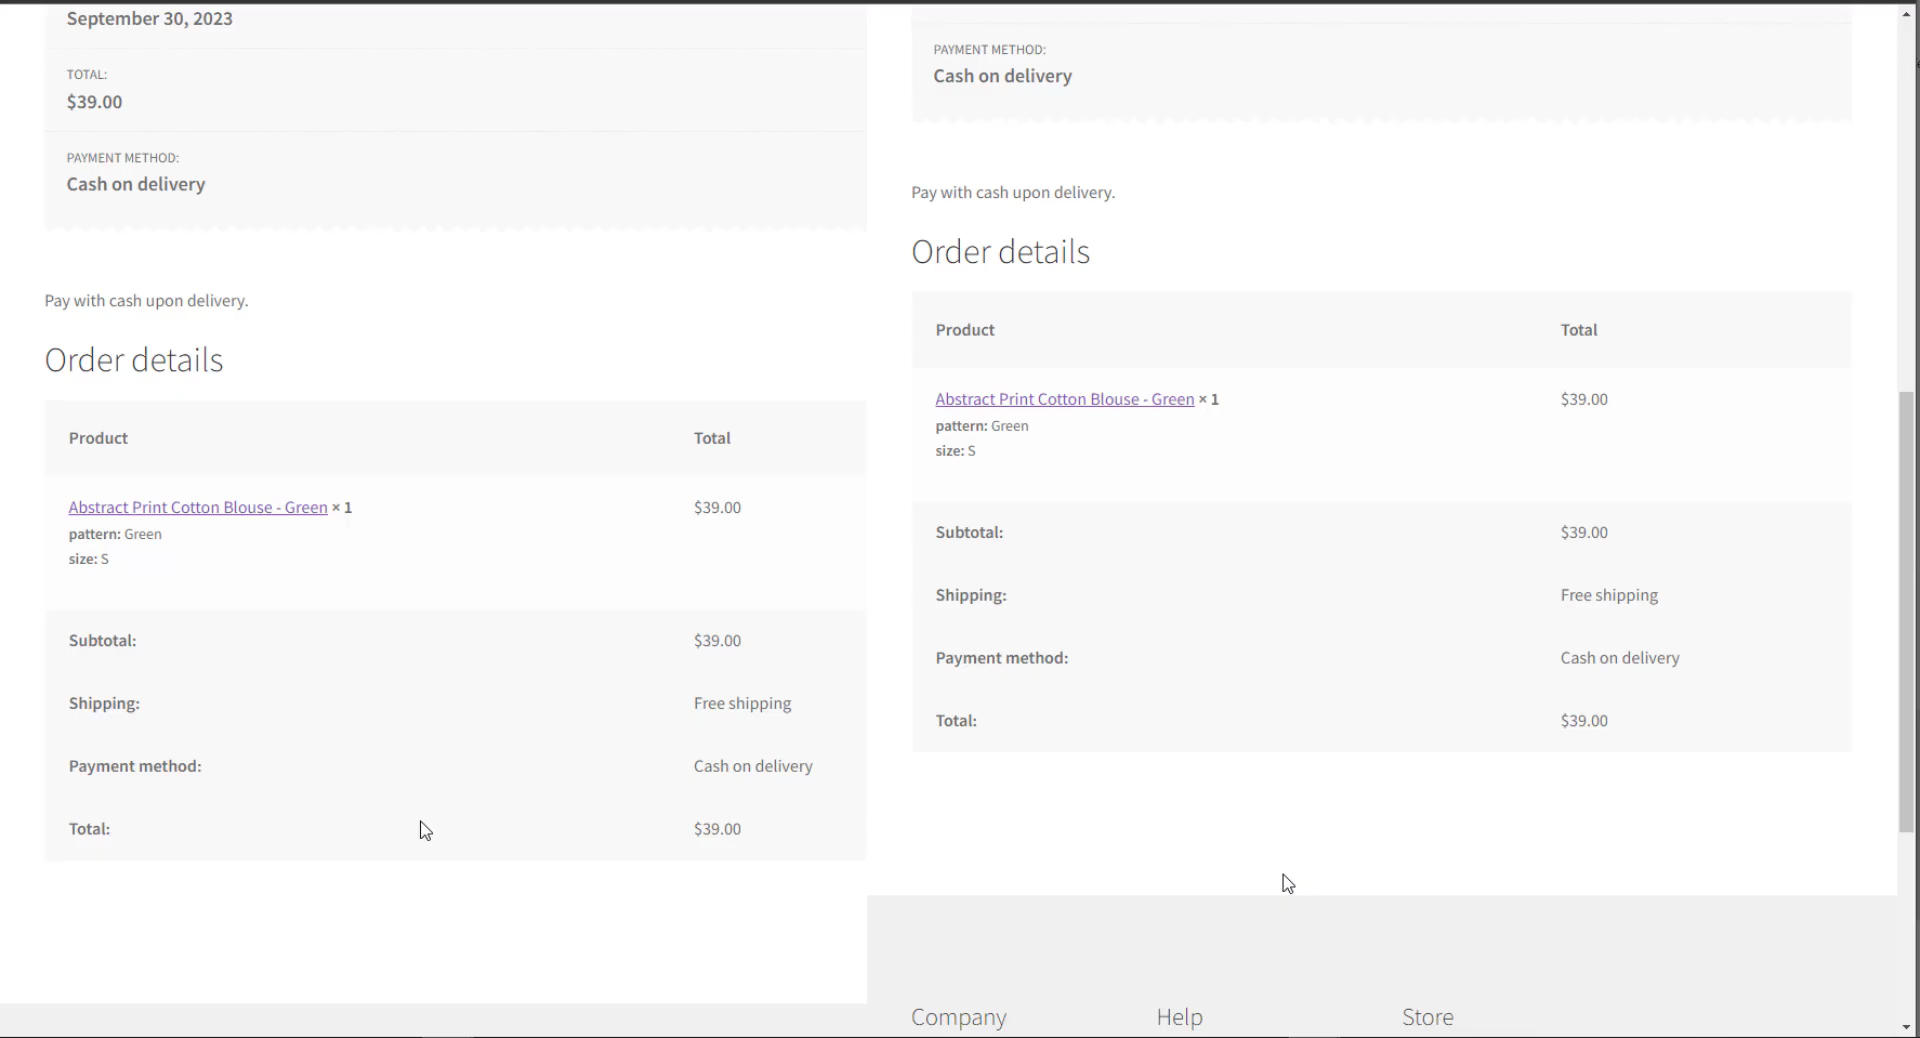 September 30, 2023
TOTAL:
$39.00
PAYMENT METHOD:
Cash on delivery
Pay with cash upon delivery.
Order details
Product Total
Abstract Print Cotton Blouse - Green × 1 $39.00
pattern: Green
size: S
Subtotal: $39.00
Shipping: Free shipping
Payment method: Cash on delivery
Total: $39.00
PAYMENT METHOD:
Cash on delivery
Pay with cash upon delivery.
Order details
Product Total
Abstract Print Cotton Blouse - Green × 1 $39.00
pattern: Green
size: S
Subtotal: $39.00
Shipping: Free shipping
Payment method: Cash on delivery
Total: $39.00
Company Help Store